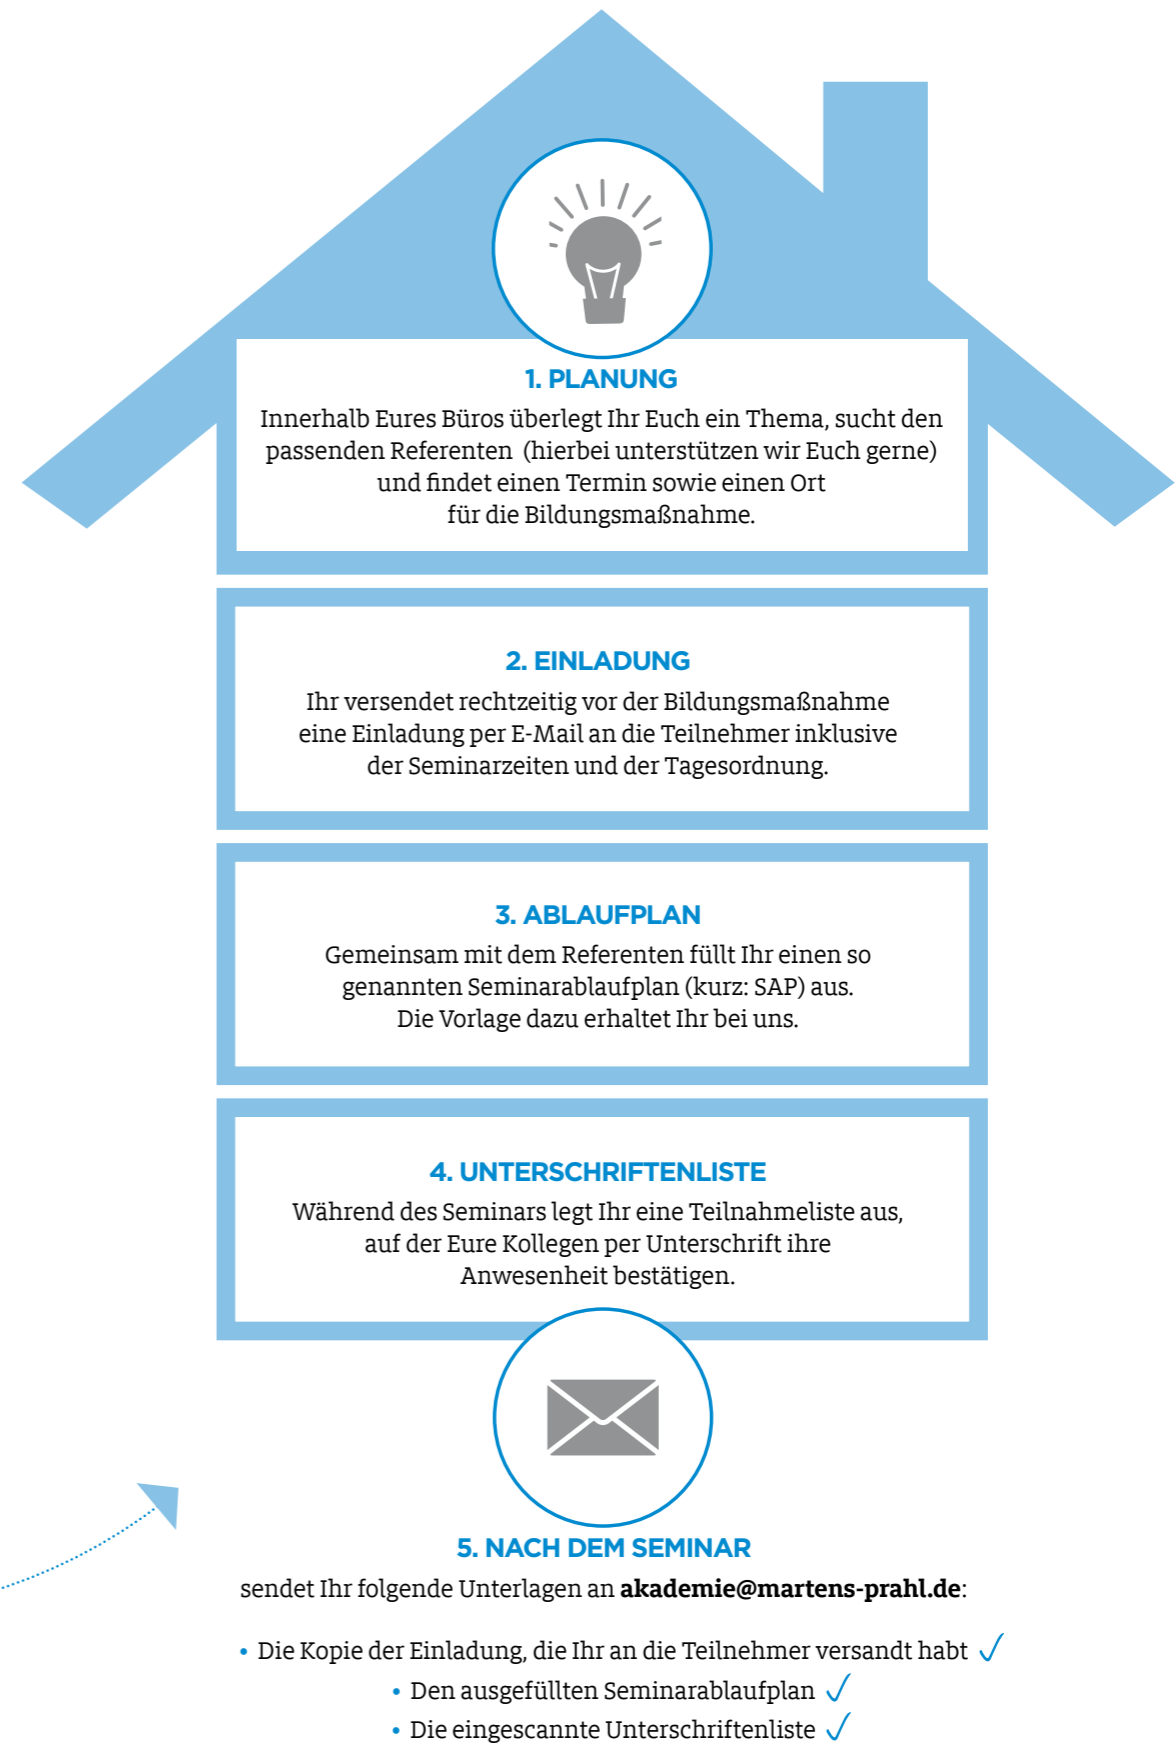 1. PLANUNG
Innerhalb Eures Büros überlegt Ihr Euch ein Thema, sucht den
passenden Referenten (hierbei unterstützen wir Euch gerne)
und findet einen Termin sowie einen Ort
für die Bildungsmaßnahme.
2. EINLADUNG
Ihr versendet rechtzeitig vor der Bildungsmaßnahme
eine Einladung per E-Mail an die Teilnehmer inklusive
der Seminarzeiten und der Tagesordnung.
3. ABLAUFPLAN
Gemeinsam mit dem Referenten füllt Ihr einen so
genannten Seminarablaufplan (kurz: SAP) aus.
Die Vorlage dazu erhaltet Ihr bei uns.
4. UNTERSCHRIFTENLISTE
Während des Seminars legt Ihr eine Teilnahmeliste aus,
auf der Eure Kollegen per Unterschrift ihre
Anwesenheit bestätigen.
5. NACH DEM SEMINAR
sendet Ihr folgende Unterlagen an akademie@martens-prahl.de:
• Die Kopie der Einladung, die Ihr an die Teilnehmer versandt habt ✓
• Den ausgefüllten Seminarablaufplan ✓
• Die eingescannte Unterschriftenliste ✓